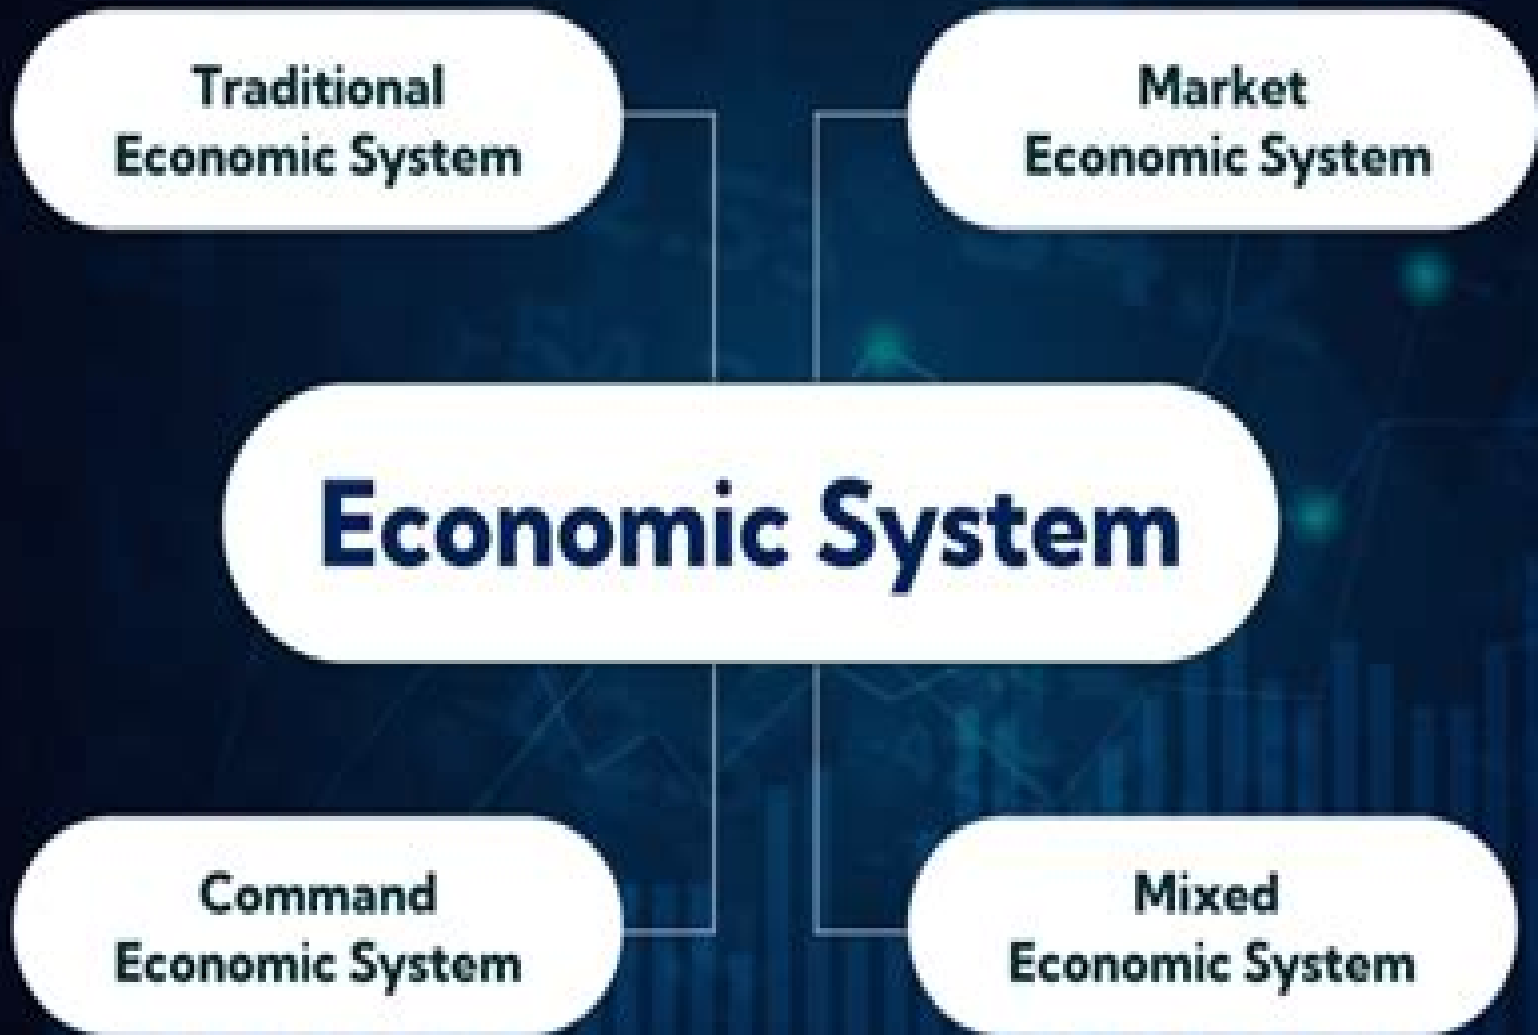 Traditional
Economic System
Market
Economic System
Economic System
Command
Economic System
Mixed
Economic System